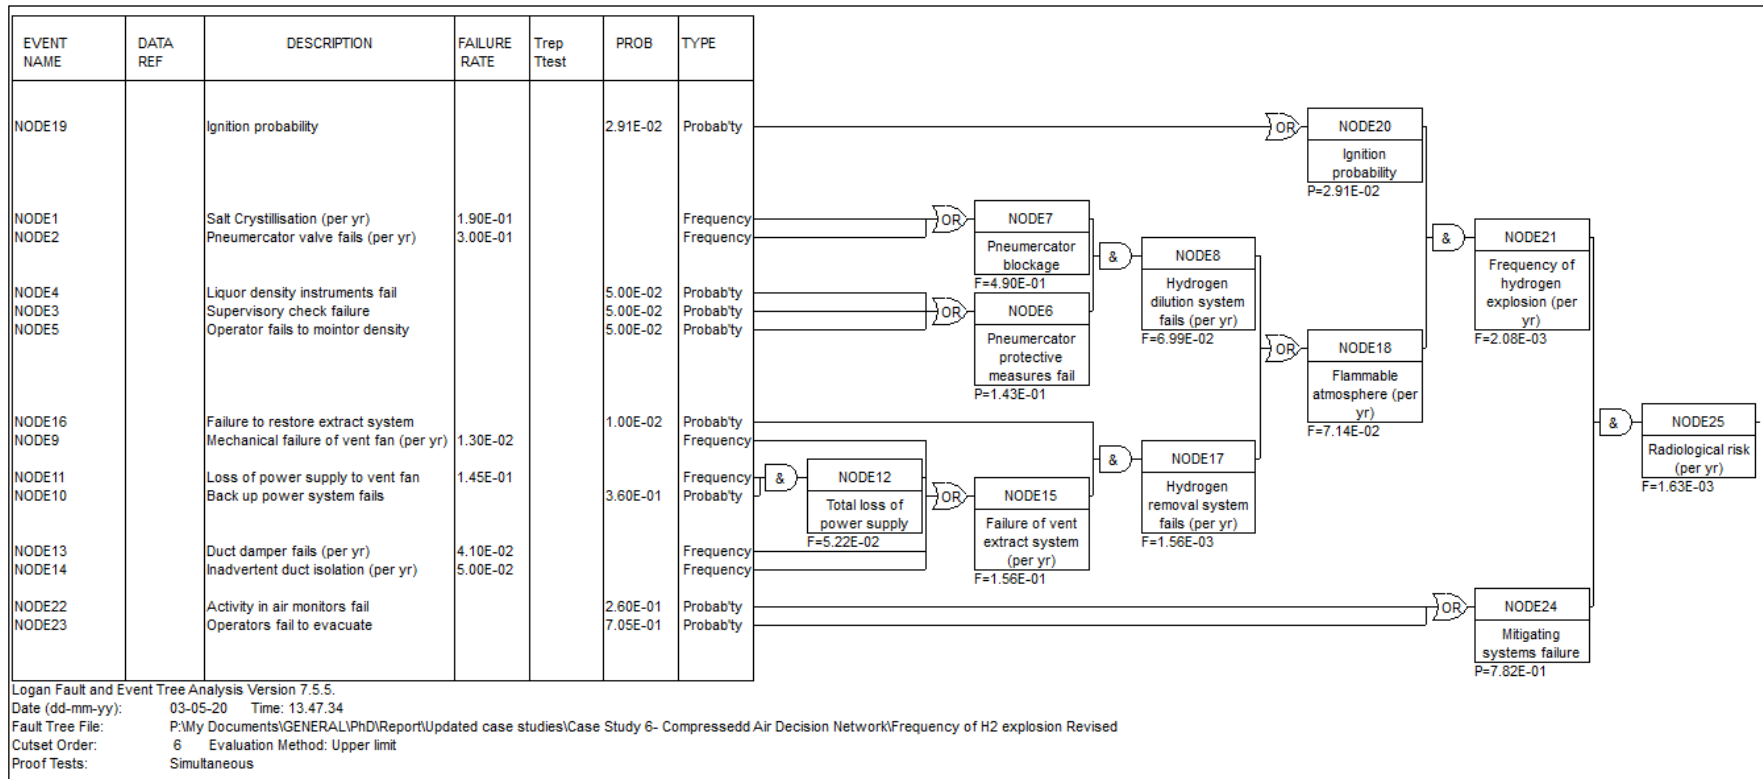 EVENT NAME
DATA REF
DESCRIPTION
FAILURE RATE
Trep Ttest
PROB
TYPE
NODE19 Ignition probability 2.91E-02 Probab'ty
NODE1 Salt Crystillisation (per yr) 1.90E-01 Frequency
NODE2 Pneumercator valve fails (per yr) 3.00E-01 Frequency
NODE4 Liquor density instruments fail 5.00E-02 Probab'ty
NODE3 Supervisory check failure 5.00E-02 Probab'ty
NODE5 Operator fails to mointor density 5.00E-02 Probab'ty
NODE16 Failure to restore extract system 1.00E-02 Probab'ty
NODE9 Mechanical failure of vent fan (per yr) 1.30E-02 Frequency
NODE11 Loss of power supply to vent fan 1.45E-01 Frequency
NODE10 Back up power system fails 3.60E-01 Probab'ty
NODE13 Duct damper fails (per yr) 4.10E-02 Frequency
NODE14 Inadvertent duct isolation (per yr) 5.00E-02 Frequency
NODE22 Activity in air monitors fail 2.60E-01 Probab'ty
NODE23 Operators fail to evacuate 7.05E-01 Probab'ty
&
NODE12
Total loss of
power supply
F=5.22E-02
OR
NODE7
Pneumercator
blockage
F=4.90E-01
OR
NODE6
Pneumercator
protective
measures fail
P=1.43E-01
OR
NODE15
Failure of vent
extract system
(per yr)
F=1.56E-01
&
NODE8
Hydrogen
dilution system
fails (per yr)
F=6.99E-02
&
NODE17
Hydrogen
removal system
fails (per yr)
F=1.56E-03
OR
NODE20
Ignition
probability
P=2.91E-02
OR
NODE18
Flammable
atmosphere (per
yr)
F=7.14E-02
&
NODE21
Frequency of
hydrogen
explosion (per
yr)
F=2.08E-03
OR
NODE24
Mitigating
systems failure
P=7.82E-01
&
NODE25
Radiological risk
(per yr)
F=1.63E-03
Logan Fault and Event Tree Analysis Version 7.5.5.
Date (dd-mm-yy): 03-05-20 Time: 13.47.34
Fault Tree File: P:\My Documents\GENERAL\PhD\Report\Updated case studies\Case Study 6- Compressedd Air Decision Network\Frequency of H2 explosion Revised
Cutset Order: 6 Evaluation Method: Upper limit
Proof Tests: Simultaneous